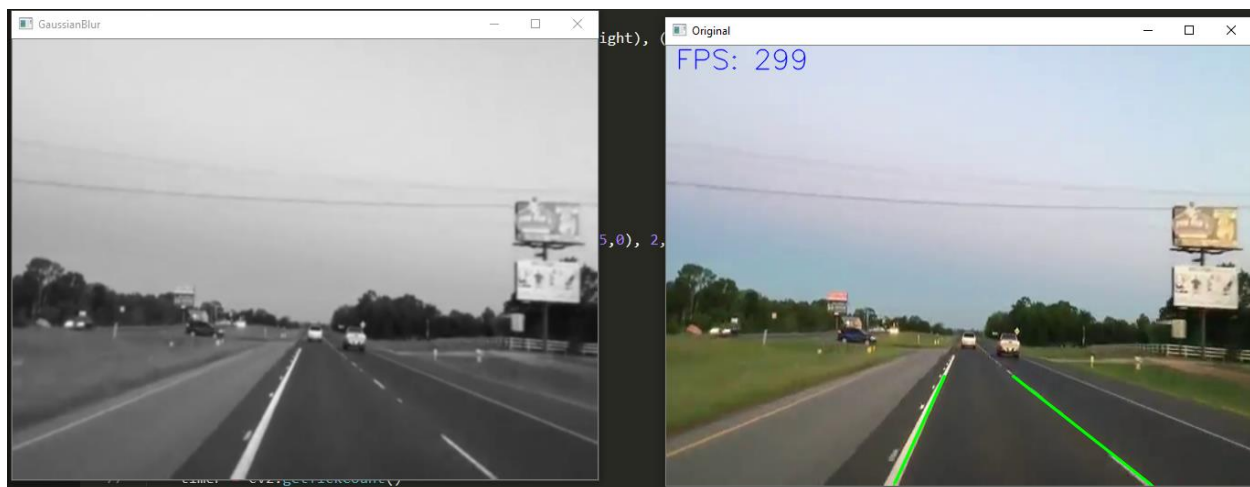 GaussianBlur
ight), (
5,0), 2,
Original
FPS: 299